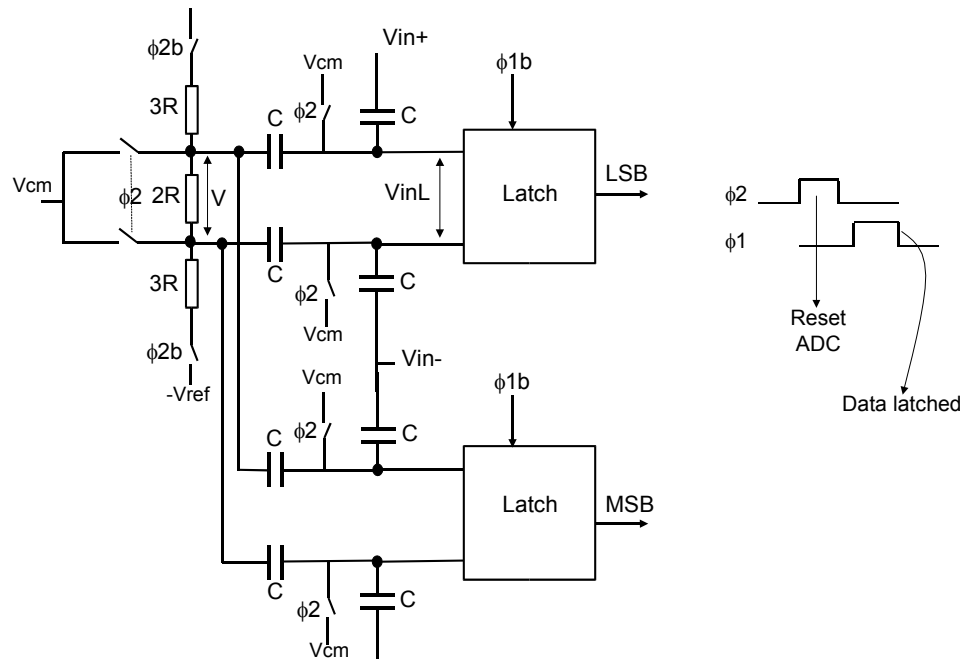 ϕ2b
3R
Vcm
ϕ2
2R
V
3R
ϕ2b
-Vref
C
Vcm
ϕ2
Vin+
C
VinL
ϕ1b
Latch
LSB
C
ϕ2
Vcm
C
Vin-
Vcm
ϕ2
C
C
ϕ1b
Latch
MSB
C
ϕ2
Vcm
C
ϕ2
ϕ1
Reset
ADC
Data latched